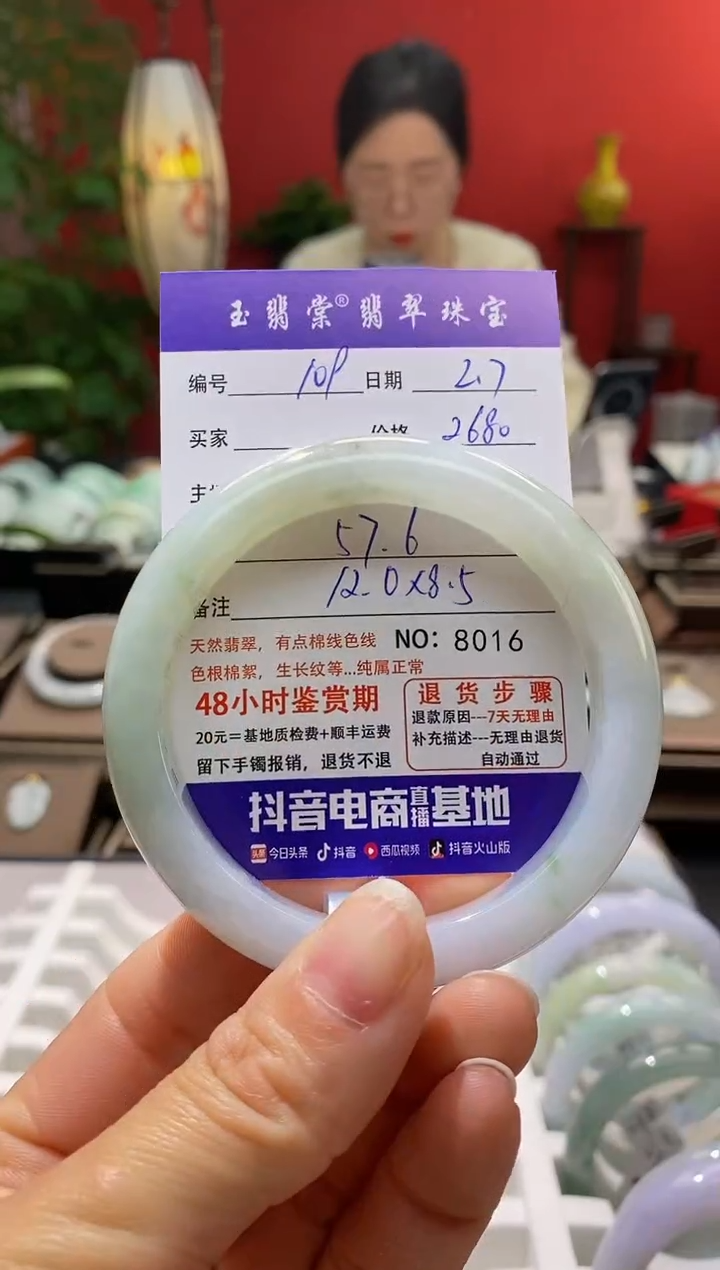 玉翡棠® 翡翠珠宝
编号 109 日期 2.7
买家 价格 2680
主
57.6
备注 12.0x8.5
天然翡翠，有点棉线色线 NO：8016
色根棉絮，生长纹等...纯属正常
48小时鉴赏期
20元＝基地质检费+顺丰运费
留下手镯报销，退货不退
退货步骤
退款原因---7天无理由
补充描述---无理由退货
自动通过
抖音电商直播基地
头条 今日头条 抖音 西瓜视频 抖音火山版